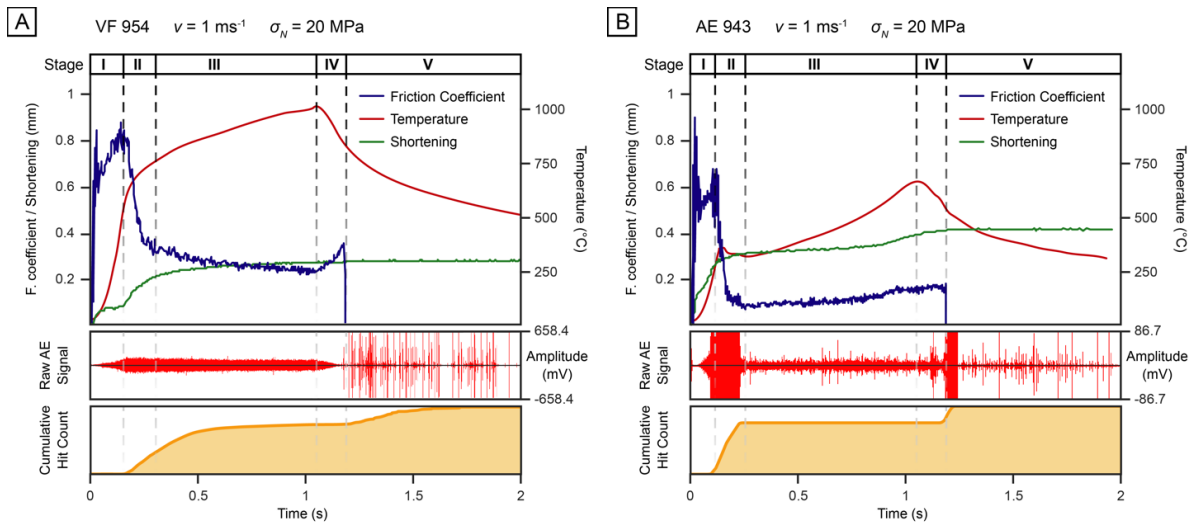 A VF 954 v = 1 ms⁻¹ σN = 20 MPa
Stage I II III IV V
F. coefficient / Shortening (mm)
1
0.8
0.6
0.4
0.2
Friction Coefficient
Temperature
Shortening
1000
750
500
250
Temperature (°C)
Raw AE
Signal
658.4
Amplitude
(mV)
-658.4
Cumulative
Hit Count
0 0.5 1 1.5 2
Time (s)
B AE 943 v = 1 ms⁻¹ σN = 20 MPa
Stage I II III IV V
F. coefficient / Shortening (mm)
1
0.8
0.6
0.4
0.2
Friction Coefficient
Temperature
Shortening
1000
750
500
250
Temperature (°C)
Raw AE
Signal
86.7
Amplitude
(mV)
-86.7
Cumulative
Hit Count
0 0.5 1 1.5 2
Time (s)